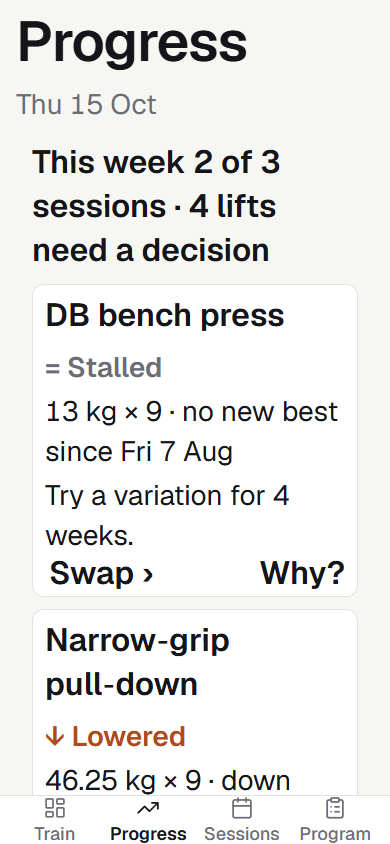 Progress
Thu 15 Oct
This week 2 of 3
sessions · 4 lifts
need a decision
DB bench press
= Stalled
13 kg × 9 · no new best
since Fri 7 Aug
Try a variation for 4
weeks.
Swap ›
Why?
Narrow-grip
pull-down
↓ Lowered
46.25 kg × 9 · down
Train
Progress
Sessions
Program